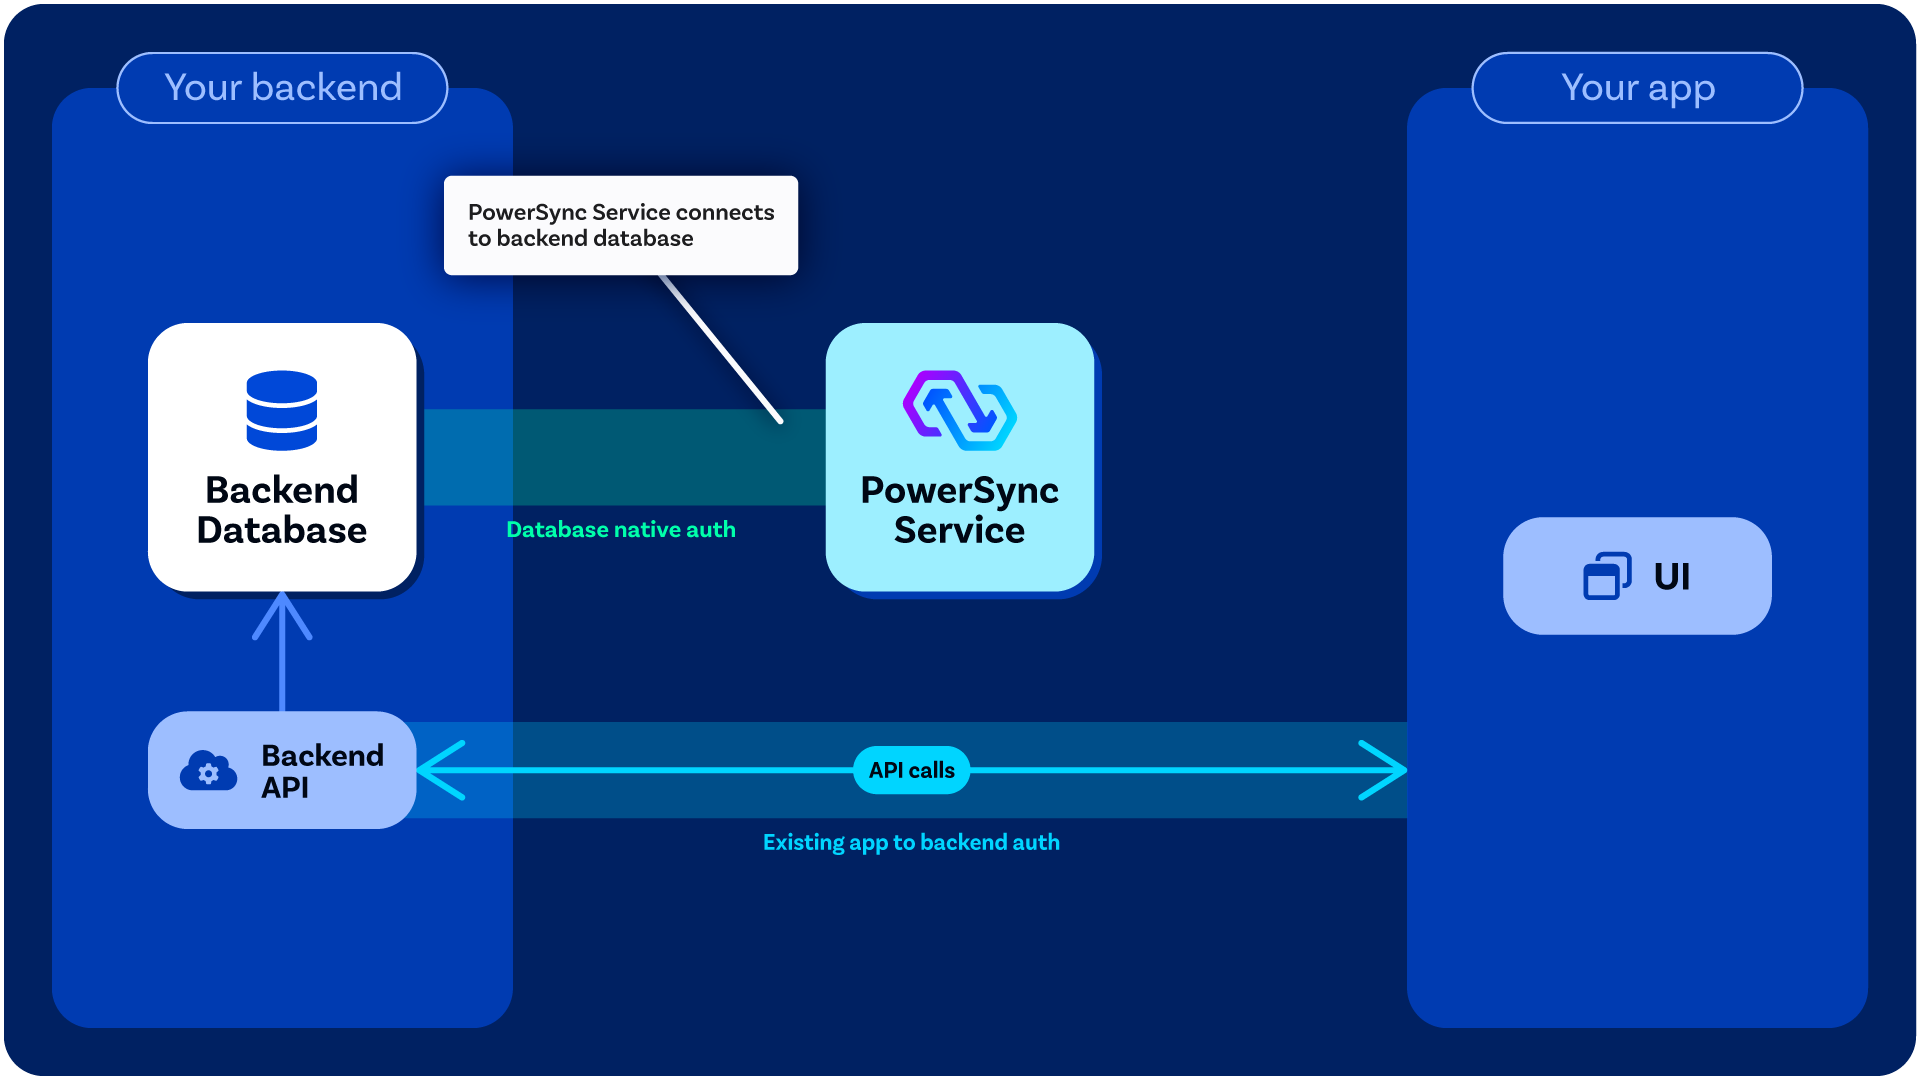 Your backend
Your app
PowerSync Service connects
to backend database
Backend
Database
PowerSync
Service
Database native auth
UI
Backend
API
API calls
Existing app to backend auth